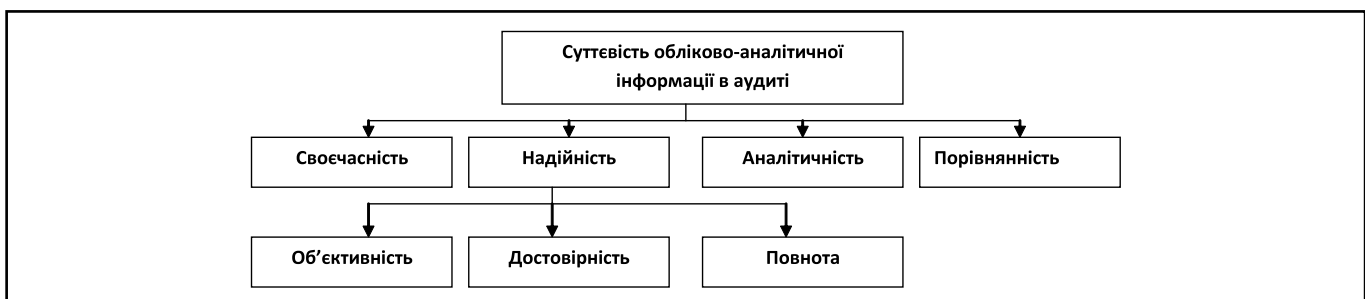 Суттєвість обліково-аналітичної
інформації в аудиті
Своєчасність
Надійність
Аналітичність
Порівнянність
Об’єктивність
Достовірність
Повнота